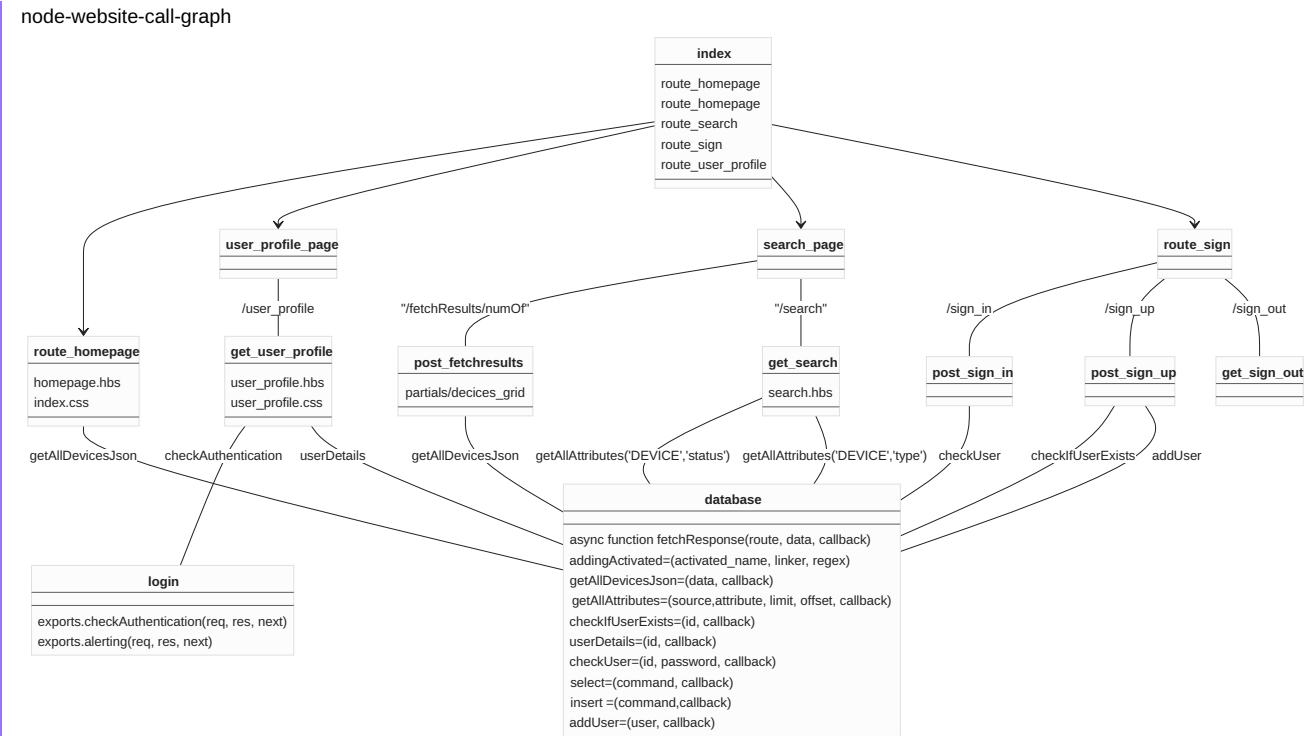 node-website-call-graph
index
route_homepage
route_homepage
route_search
route_sign
route_user_profile
user_profile_page
search_page
route_sign
/user_profile
"/fetchResults/numOf"
"/search"
/sign_in
/sign_up
/sign_out
route_homepage
homepage.hbs
index.css
get_user_profile
user_profile.hbs
user_profile.css
post_fetchresults
partials/decices_grid
get_search
search.hbs
post_sign_in
post_sign_up
get_sign_out
getAllDevicesJson
checkAuthentication
userDetails
getAllDevicesJson
getAllAttributes('DEVICE','status')
getAllAttributes('DEVICE','type')
checkUser
checkIfUserExists
addUser
login
exports.checkAuthentication(req, res, next)
exports.alerting(req, res, next)
database
async function fetchResponse(route, data, callback)
addingActivated=(activated_name, linker, regex)
getAllDevicesJson=(data, callback)
getAllAttributes=(source,attribute, limit, offset, callback)
checkIfUserExists=(id, callback)
userDetails=(id, callback)
checkUser=(id, password, callback)
select=(command, callback)
insert =(command,callback)
addUser=(user, callback)